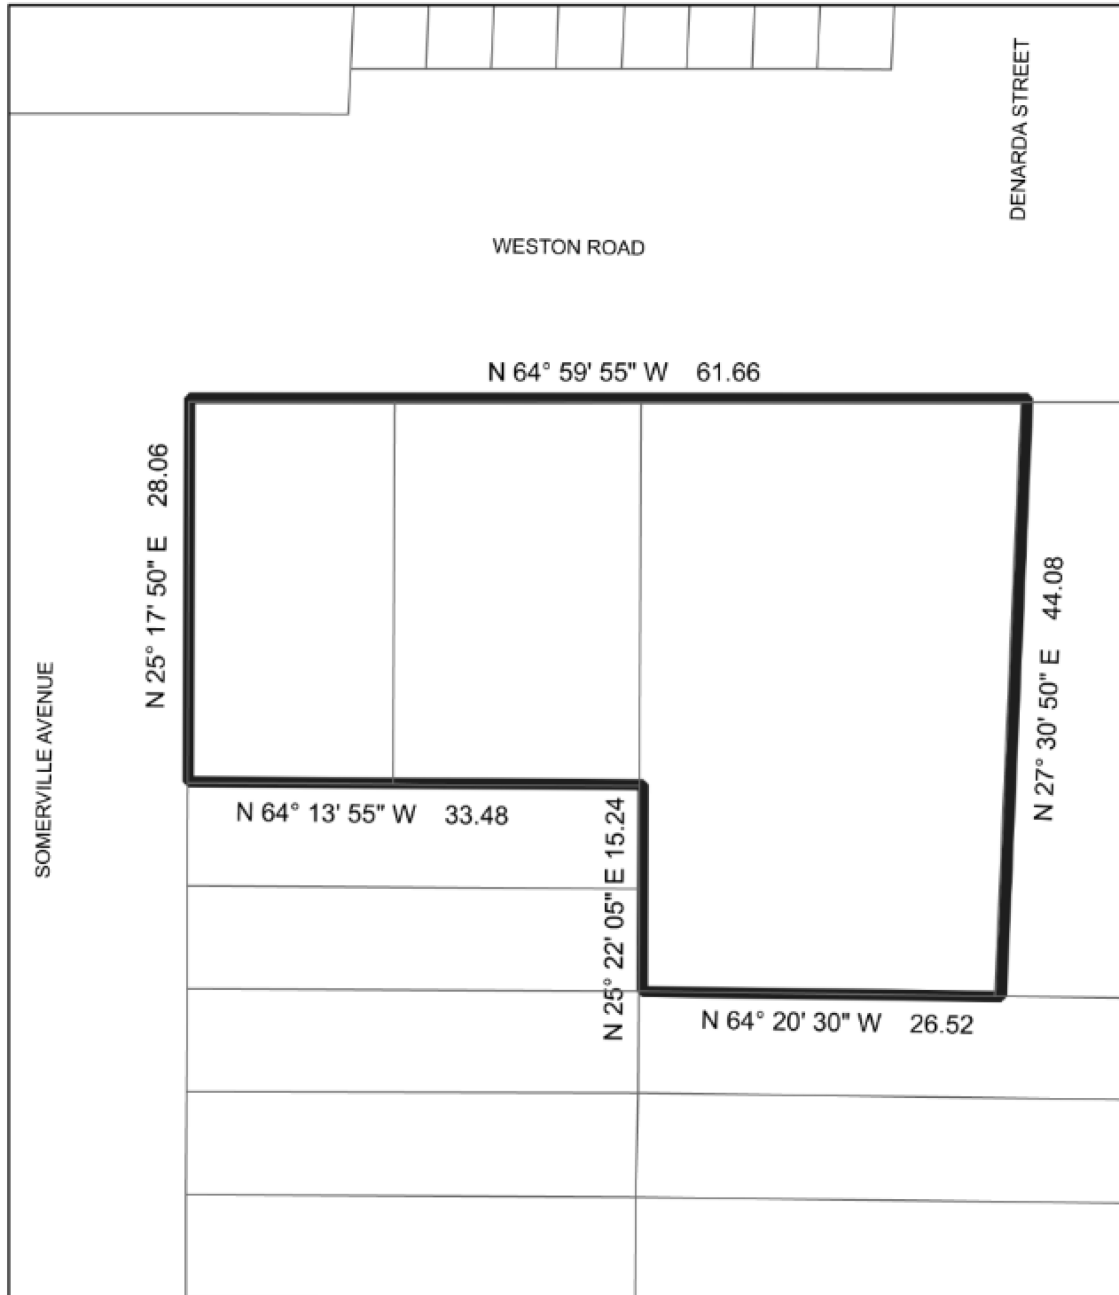 DENARDA STREET
WESTON ROAD
N 64° 59' 55" W 61.66
N 25° 17' 50" E 28.06
N 27° 30' 50" E 44.08
SOMERVILLE AVENUE
N 64° 13' 55" W 33.48
N 25° 22' 05" E 15.24
N 64° 20' 30" W 26.52